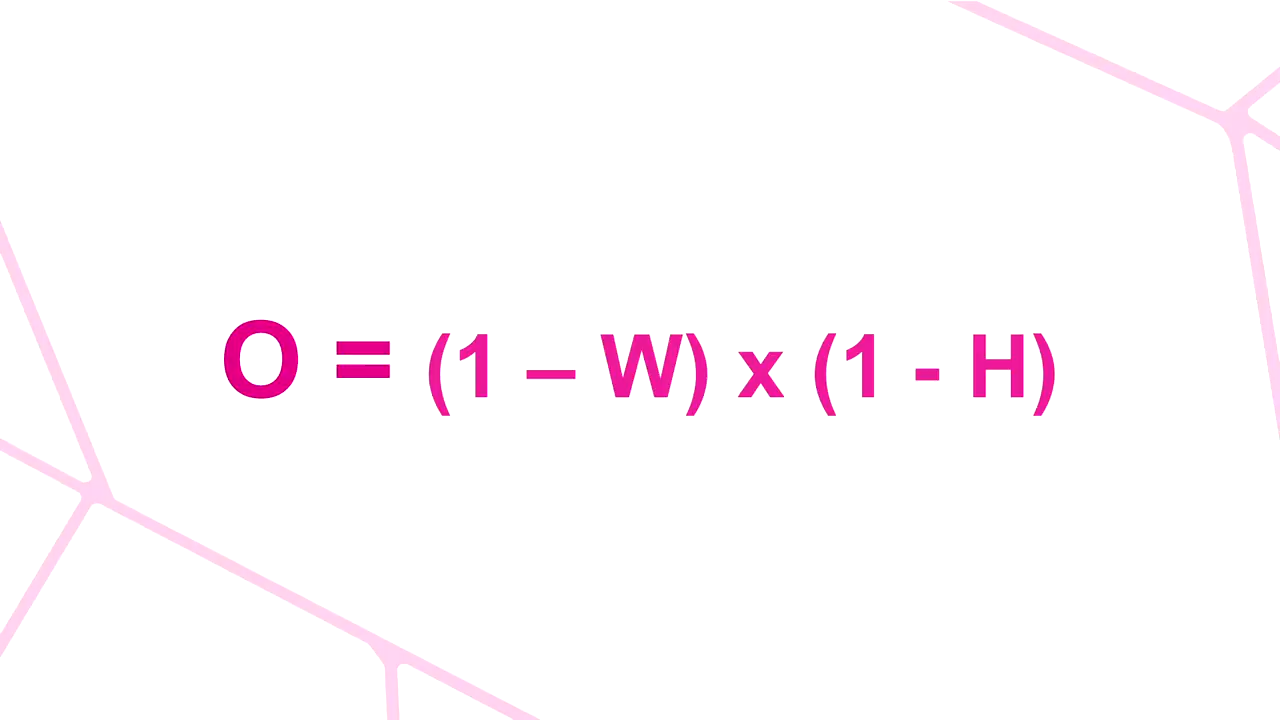 O = (1 – W) x (1 - H)